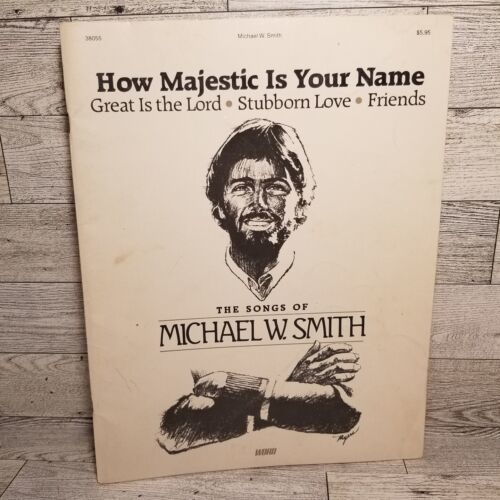 38055 Michael W. Smith $5.95
How Majestic Is Your Name
Great Is the Lord • Stubborn Love • Friends
THE SONGS OF
MICHAEL W. SMITH
WORD